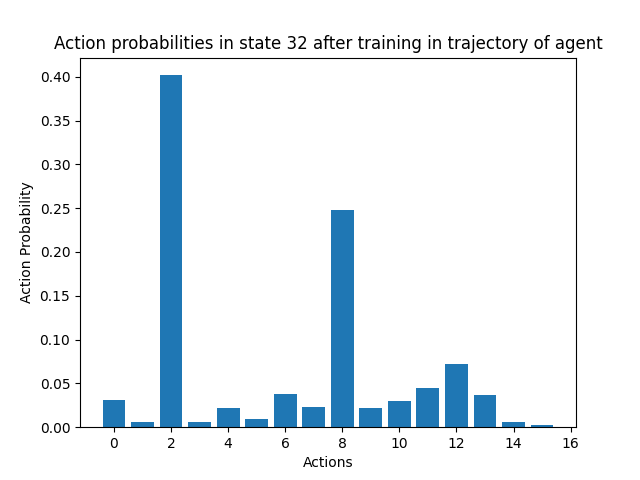 Action probabilities in state 32 after training in trajectory of agent
0.40
0.35
0.30
0.25
0.20
0.15
0.10
0.05
0.00
Action Probability
0 2 4 6 8 10 12 14 16
Actions